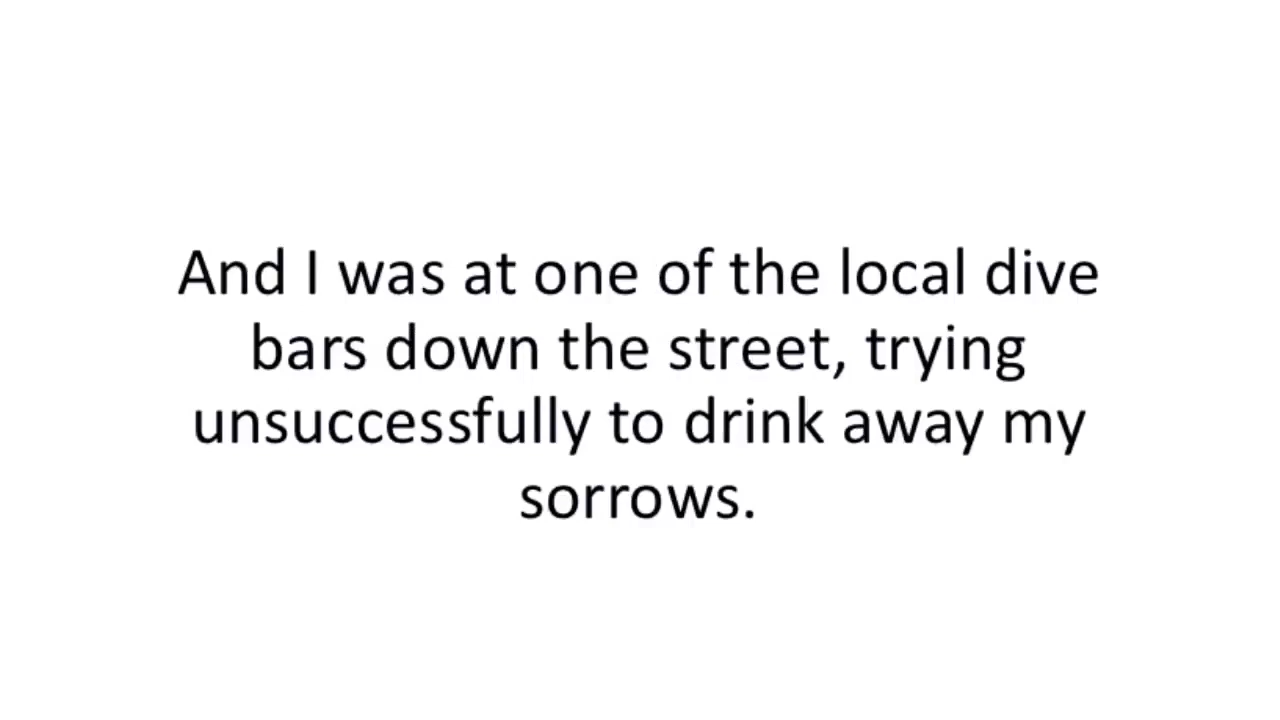 And I was at one of the local dive
bars down the street, trying
unsuccessfully to drink away my
sorrows.